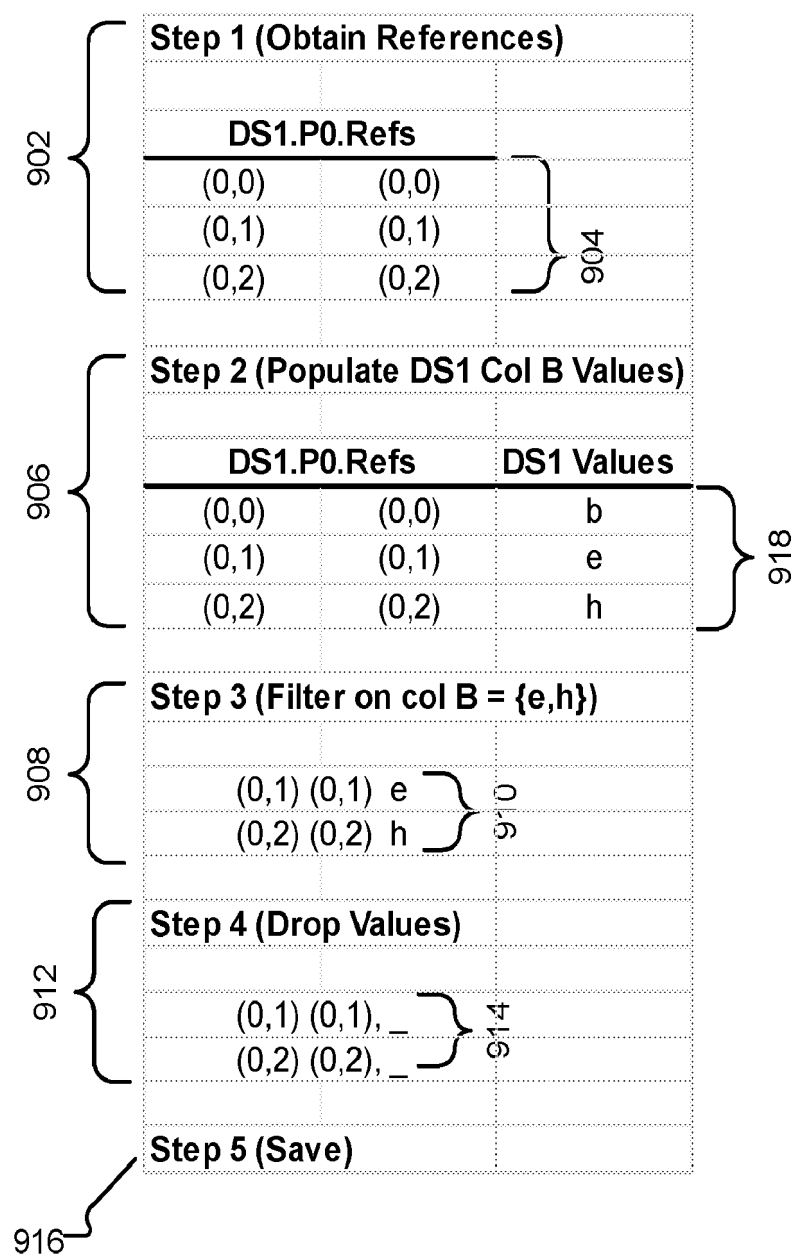 Step 1 (Obtain References)
902
DS1.P0.Refs
(0,0) (0,0)
(0,1) (0,1)
(0,2) (0,2)
904
Step 2 (Populate DS1 Col B Values)
906
DS1.P0.Refs DS1 Values
(0,0) (0,0) b
(0,1) (0,1) e
(0,2) (0,2) h
918
Step 3 (Filter on col B = {e,h})
908
(0,1) (0,1) e
(0,2) (0,2) h
910
Step 4 (Drop Values)
912
(0,1) (0,1), _
(0,2) (0,2), _
914
Step 5 (Save)
916